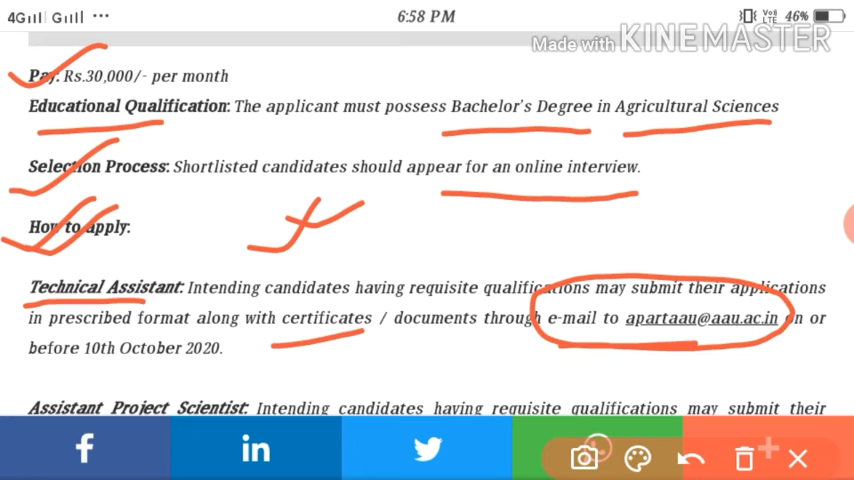 4G G ... 6:58 PM VoI LTE 46%
Made with KINEMASTER
Pay: Rs.30,000/- per month
Educational Qualification: The applicant must possess Bachelor's Degree in Agricultural Sciences
Selection Process: Shortlisted candidates should appear for an online interview.
How to apply:
Technical Assistant: Intending candidates having requisite qualifications may submit their applications
in prescribed format along with certificates / documents through e-mail to apartaau@aau.ac.in on or
before 10th October 2020.
Assistant Project Scientist: Intending candidates having requisite qualifications may submit their
f in